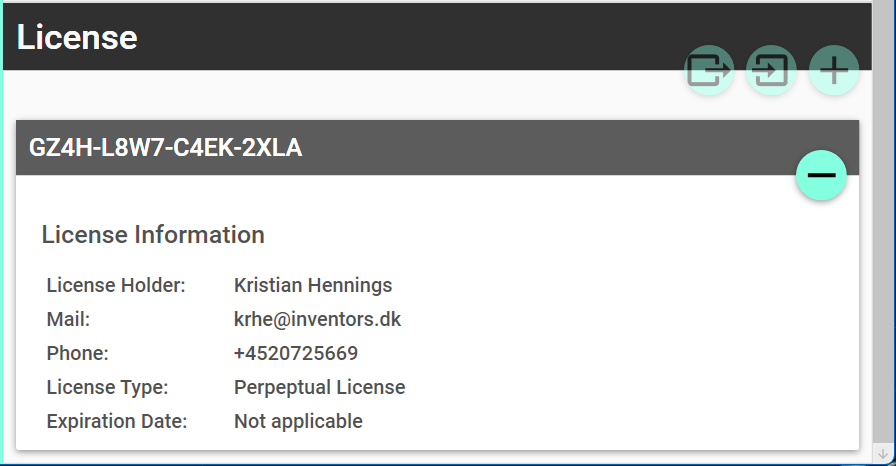 License
GZ4H-L8W7-C4EK-2XLA
License Information
License Holder: Kristian Hennings
Mail: krhe@inventors.dk
Phone: +4520725669
License Type: Perpeptual License
Expiration Date: Not applicable